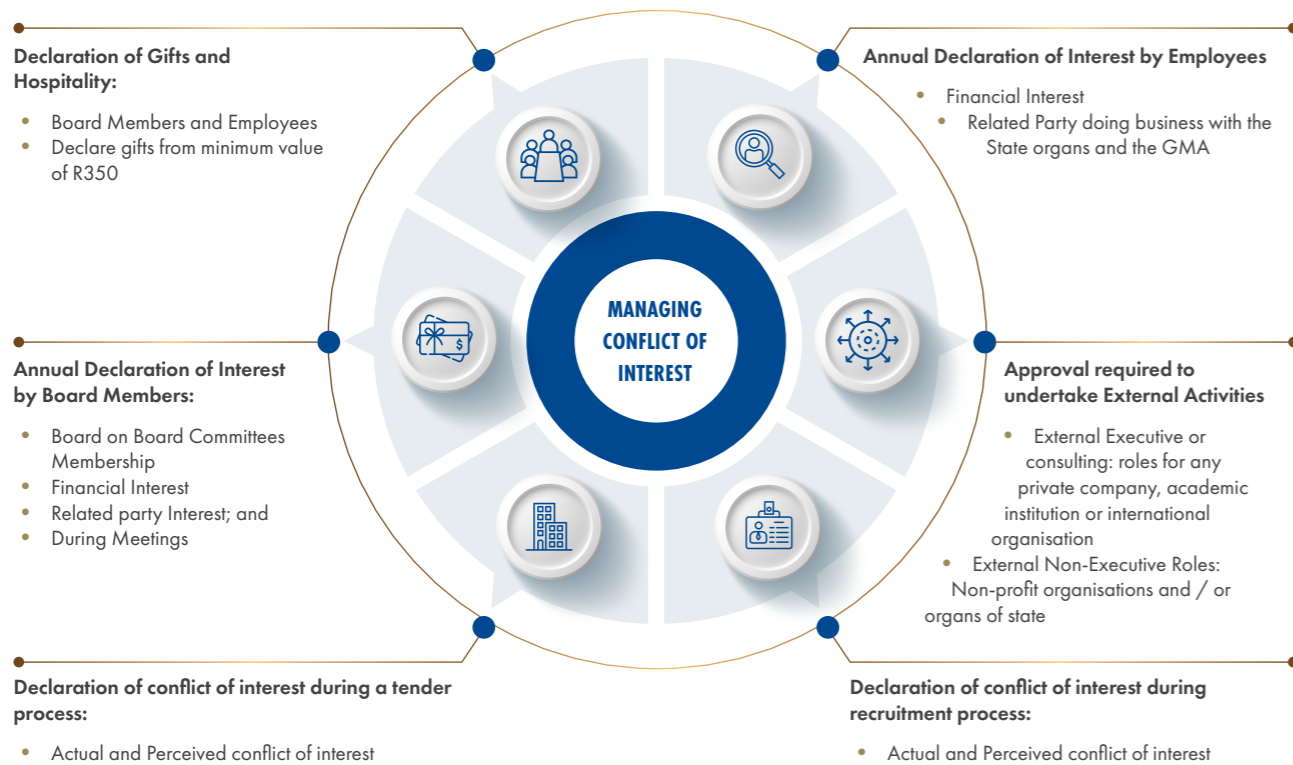 Declaration of Gifts and
Hospitality:
• Board Members and Employees
• Declare gifts from minimum value
of R350
Annual Declaration of Interest
by Board Members:
• Board on Board Committees
Membership
• Financial Interest
• Related party Interest; and
• During Meetings
Declaration of conflict of interest during a tender
process:
• Actual and Perceived conflict of interest
MANAGING
CONFLICT OF
INTEREST
$
Annual Declaration of Interest by Employees
• Financial Interest
• Related Party doing business with the
State organs and the GMA
Approval required to
undertake External Activities
• External Executive or
consulting: roles for any
private company, academic
institution or international
organisation
• External Non-Executive Roles:
Non-profit organisations and / or
organs of state
Declaration of conflict of interest during
recruitment process:
• Actual and Perceived conflict of interest